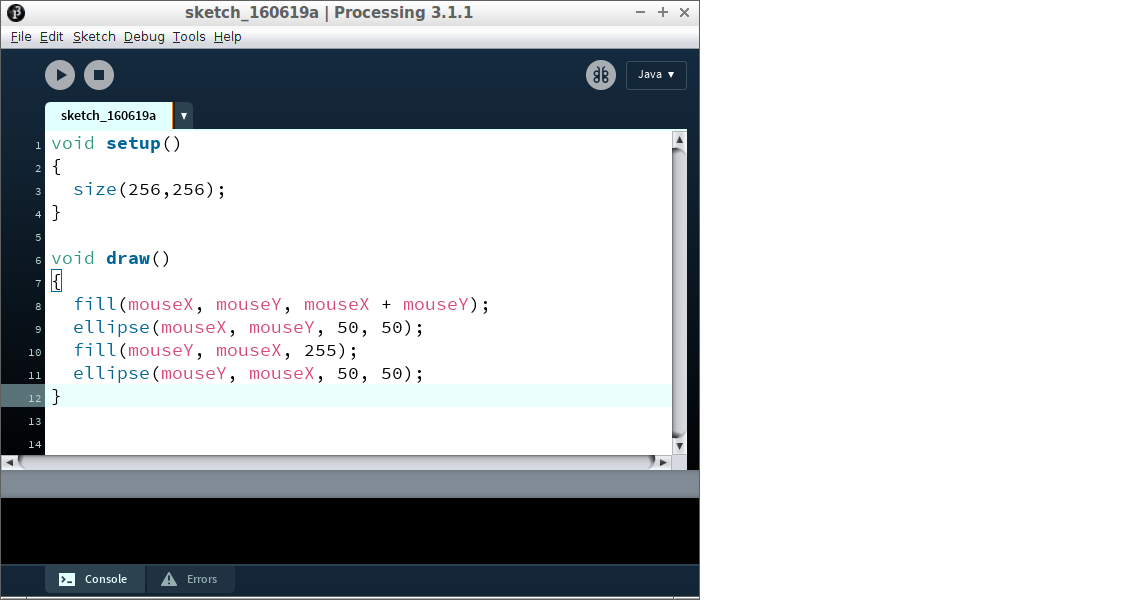 sketch_160619a | Processing 3.1.1
File Edit Sketch Debug Tools Help
Java ▼
sketch_160619a ▼
1 void setup()
2 {
3   size(256,256);
4 }
5
6 void draw()
7 {
8   fill(mouseX, mouseY, mouseX + mouseY);
9   ellipse(mouseX, mouseY, 50, 50);
10   fill(mouseY, mouseX, 255);
11   ellipse(mouseY, mouseX, 50, 50);
12 }
13
14
Console Errors